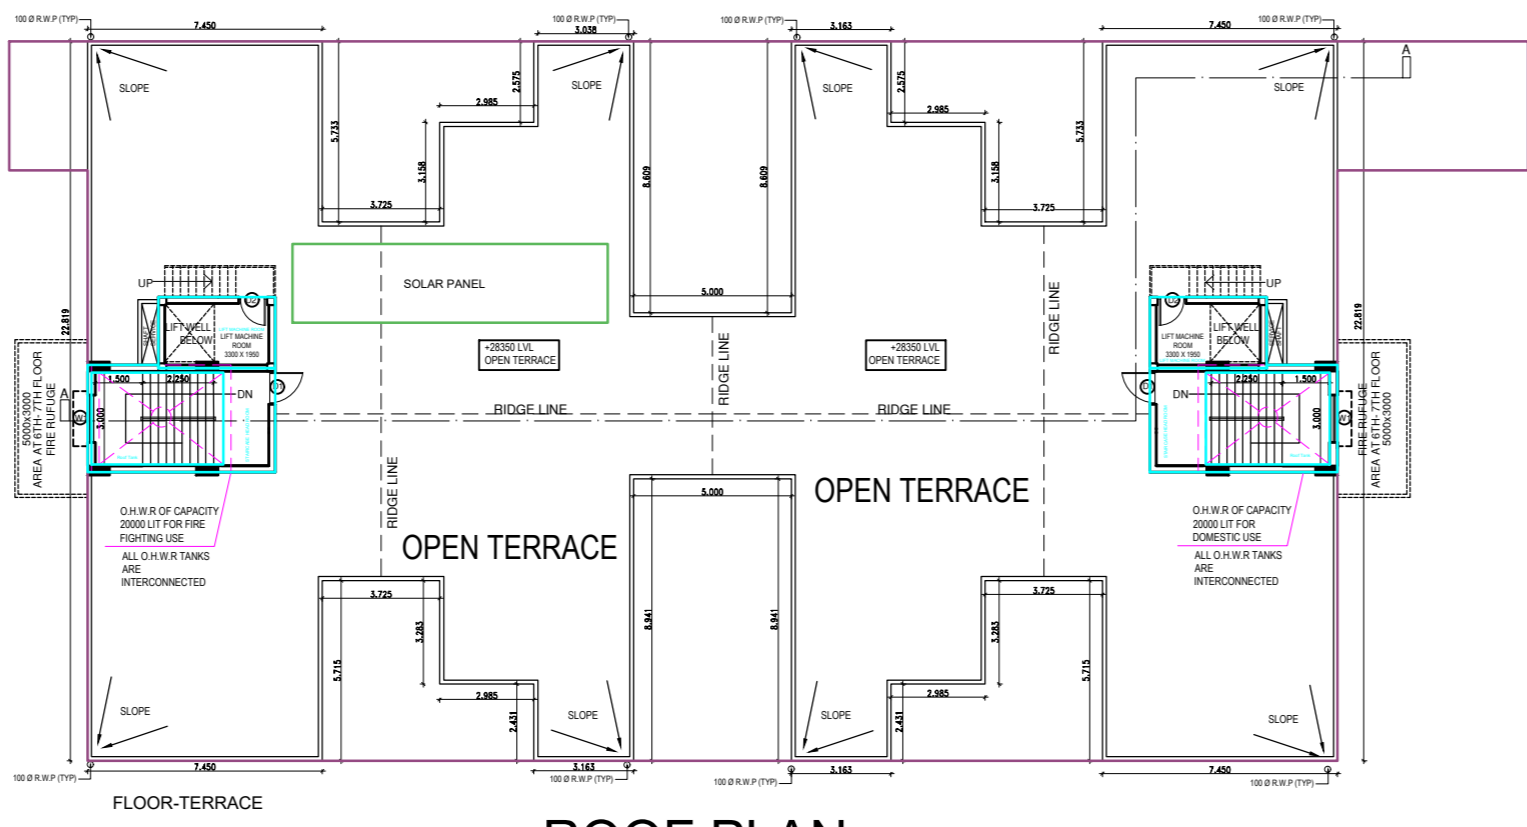 100 Ø R.W.P (TYP)
7.450
3.038
100 Ø R.W.P (TYP)
100 Ø R.W.P (TYP)
3.163
7.450
100 Ø R.W.P (TYP)
A
SLOPE
SLOPE
SLOPE
SLOPE
2.575
2.575
2.985
2.985
5.733
3.158
8.609
8.609
3.158
5.733
3.725
3.725
UP
SOLAR PANEL
5.000
UP
22.819
22.819
LIFT WELL
BELOW
LIFT MACHINE
ROOM
3300 X 1950
D2
RIDGE LINE
RIDGE LINE
LIFT MACHINE
ROOM
3300 X 1950
LIFT WELL
BELOW
+28350 LVL
OPEN TERRACE
+28350 LVL
OPEN TERRACE
1.500
2.250
DN
D1
A
3.000
RIDGE LINE
RIDGE LINE
DN
2.250
1.500
3.000
W1
5000x3000
AREA AT 6TH- 7TH FLOOR
FIRE RUFUGE
FIRE RUFUGE
AREA AT 6TH- 7TH FLOOR
5000x3000
RIDGE LINE
RIDGE LINE
5.000
OPEN TERRACE
OPEN TERRACE
O.H.W.R OF CAPACITY
20000 LIT FOR FIRE
FIGHTING USE
ALL O.H.W.R TANKS
ARE
INTERCONNECTED
O.H.W.R OF CAPACITY
20000 LIT FOR
DOMESTIC USE
ALL O.H.W.R TANKS
ARE
INTERCONNECTED
3.725
3.725
3.283
5.715
8.941
8.941
3.283
5.715
2.985
2.985
2.431
2.431
SLOPE
SLOPE
SLOPE
SLOPE
100 Ø R.W.P (TYP)
7.450
3.163
100 Ø R.W.P (TYP)
3.163
100 Ø R.W.P (TYP)
7.450
100 Ø R.W.P (TYP)
FLOOR-TERRACE
ROOF PLAN